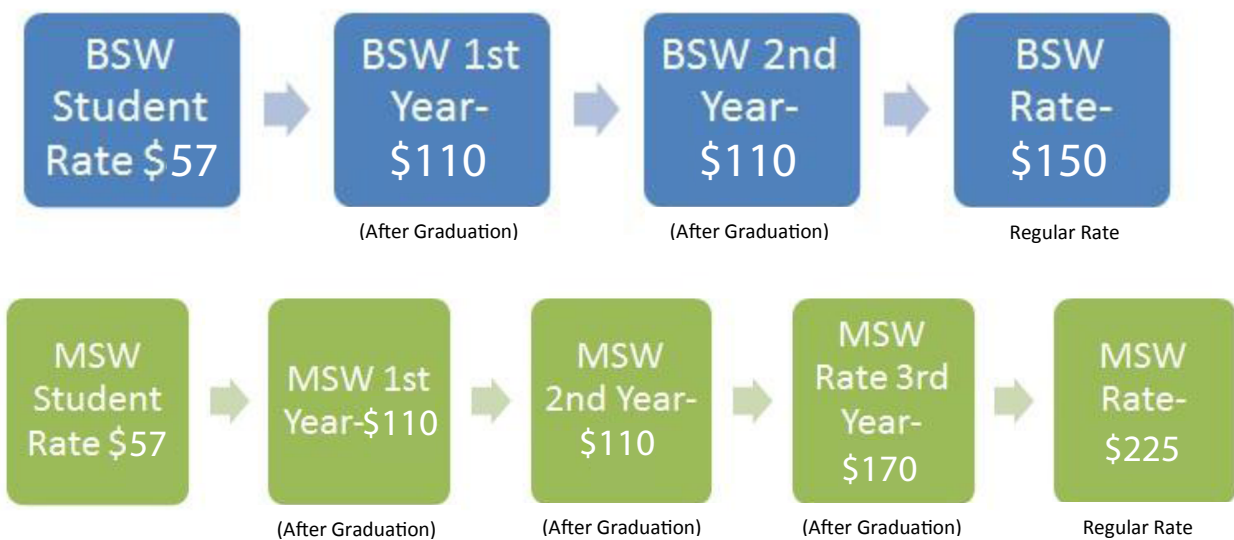 BSW
Student
Rate $57
BSW 1st
Year-
$110
(After Graduation)
BSW 2nd
Year-
$110
(After Graduation)
BSW
Rate-
$150
Regular Rate
MSW
Student
Rate $57
MSW 1st
Year-$110
(After Graduation)
MSW
2nd Year-
$110
(After Graduation)
MSW
Rate 3rd
Year-
$170
(After Graduation)
MSW
Rate-
$225
Regular Rate